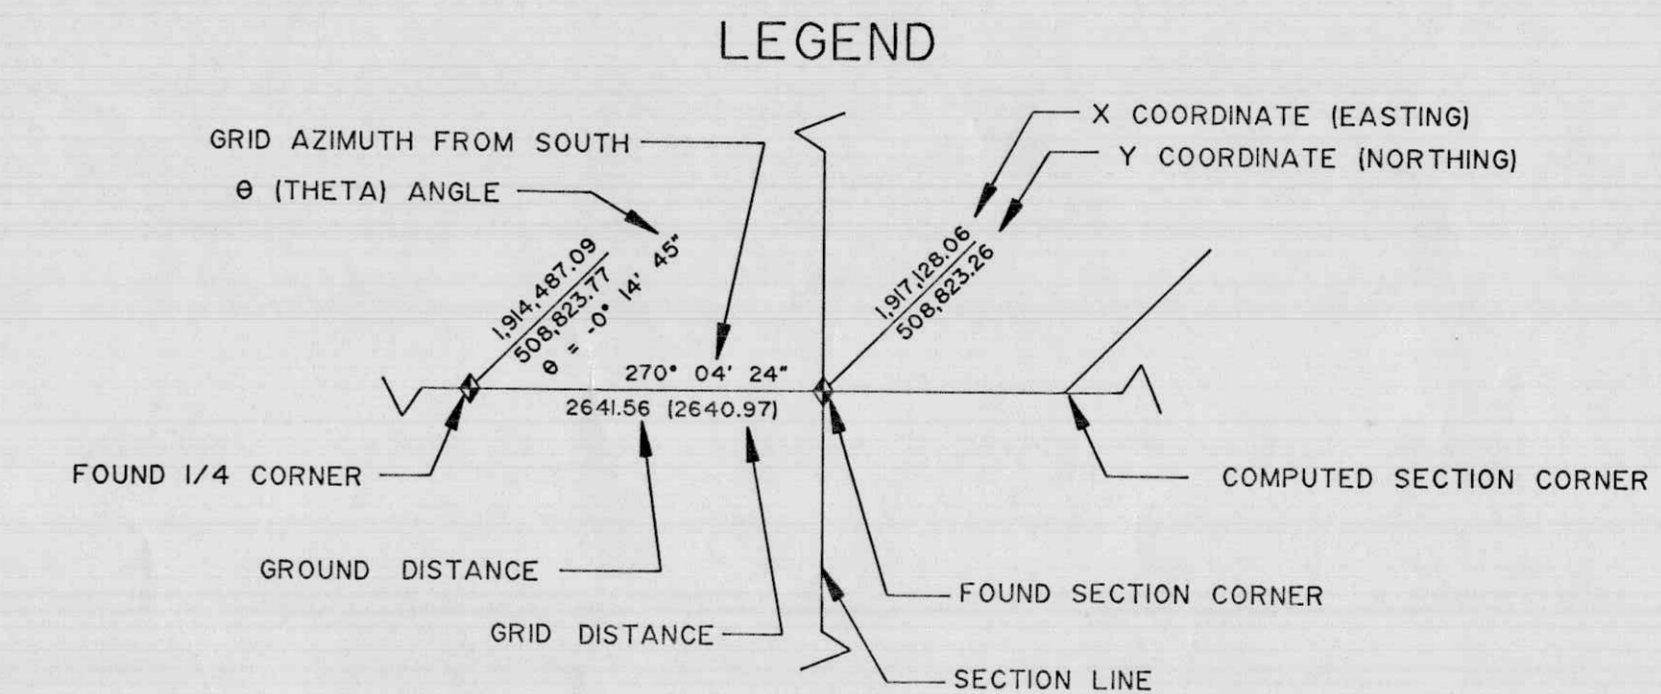 LEGEND
GRID AZIMUTH FROM SOUTH
θ (THETA) ANGLE
X COORDINATE (EASTING)
Y COORDINATE (NORTHING)
1,914,487.09
508,823.77
θ = -0° 14' 45"
1,917,128.06
508,823.26
270° 04' 24"
2641.56 (2640.97)
FOUND 1/4 CORNER
COMPUTED SECTION CORNER
GROUND DISTANCE
FOUND SECTION CORNER
GRID DISTANCE
SECTION LINE